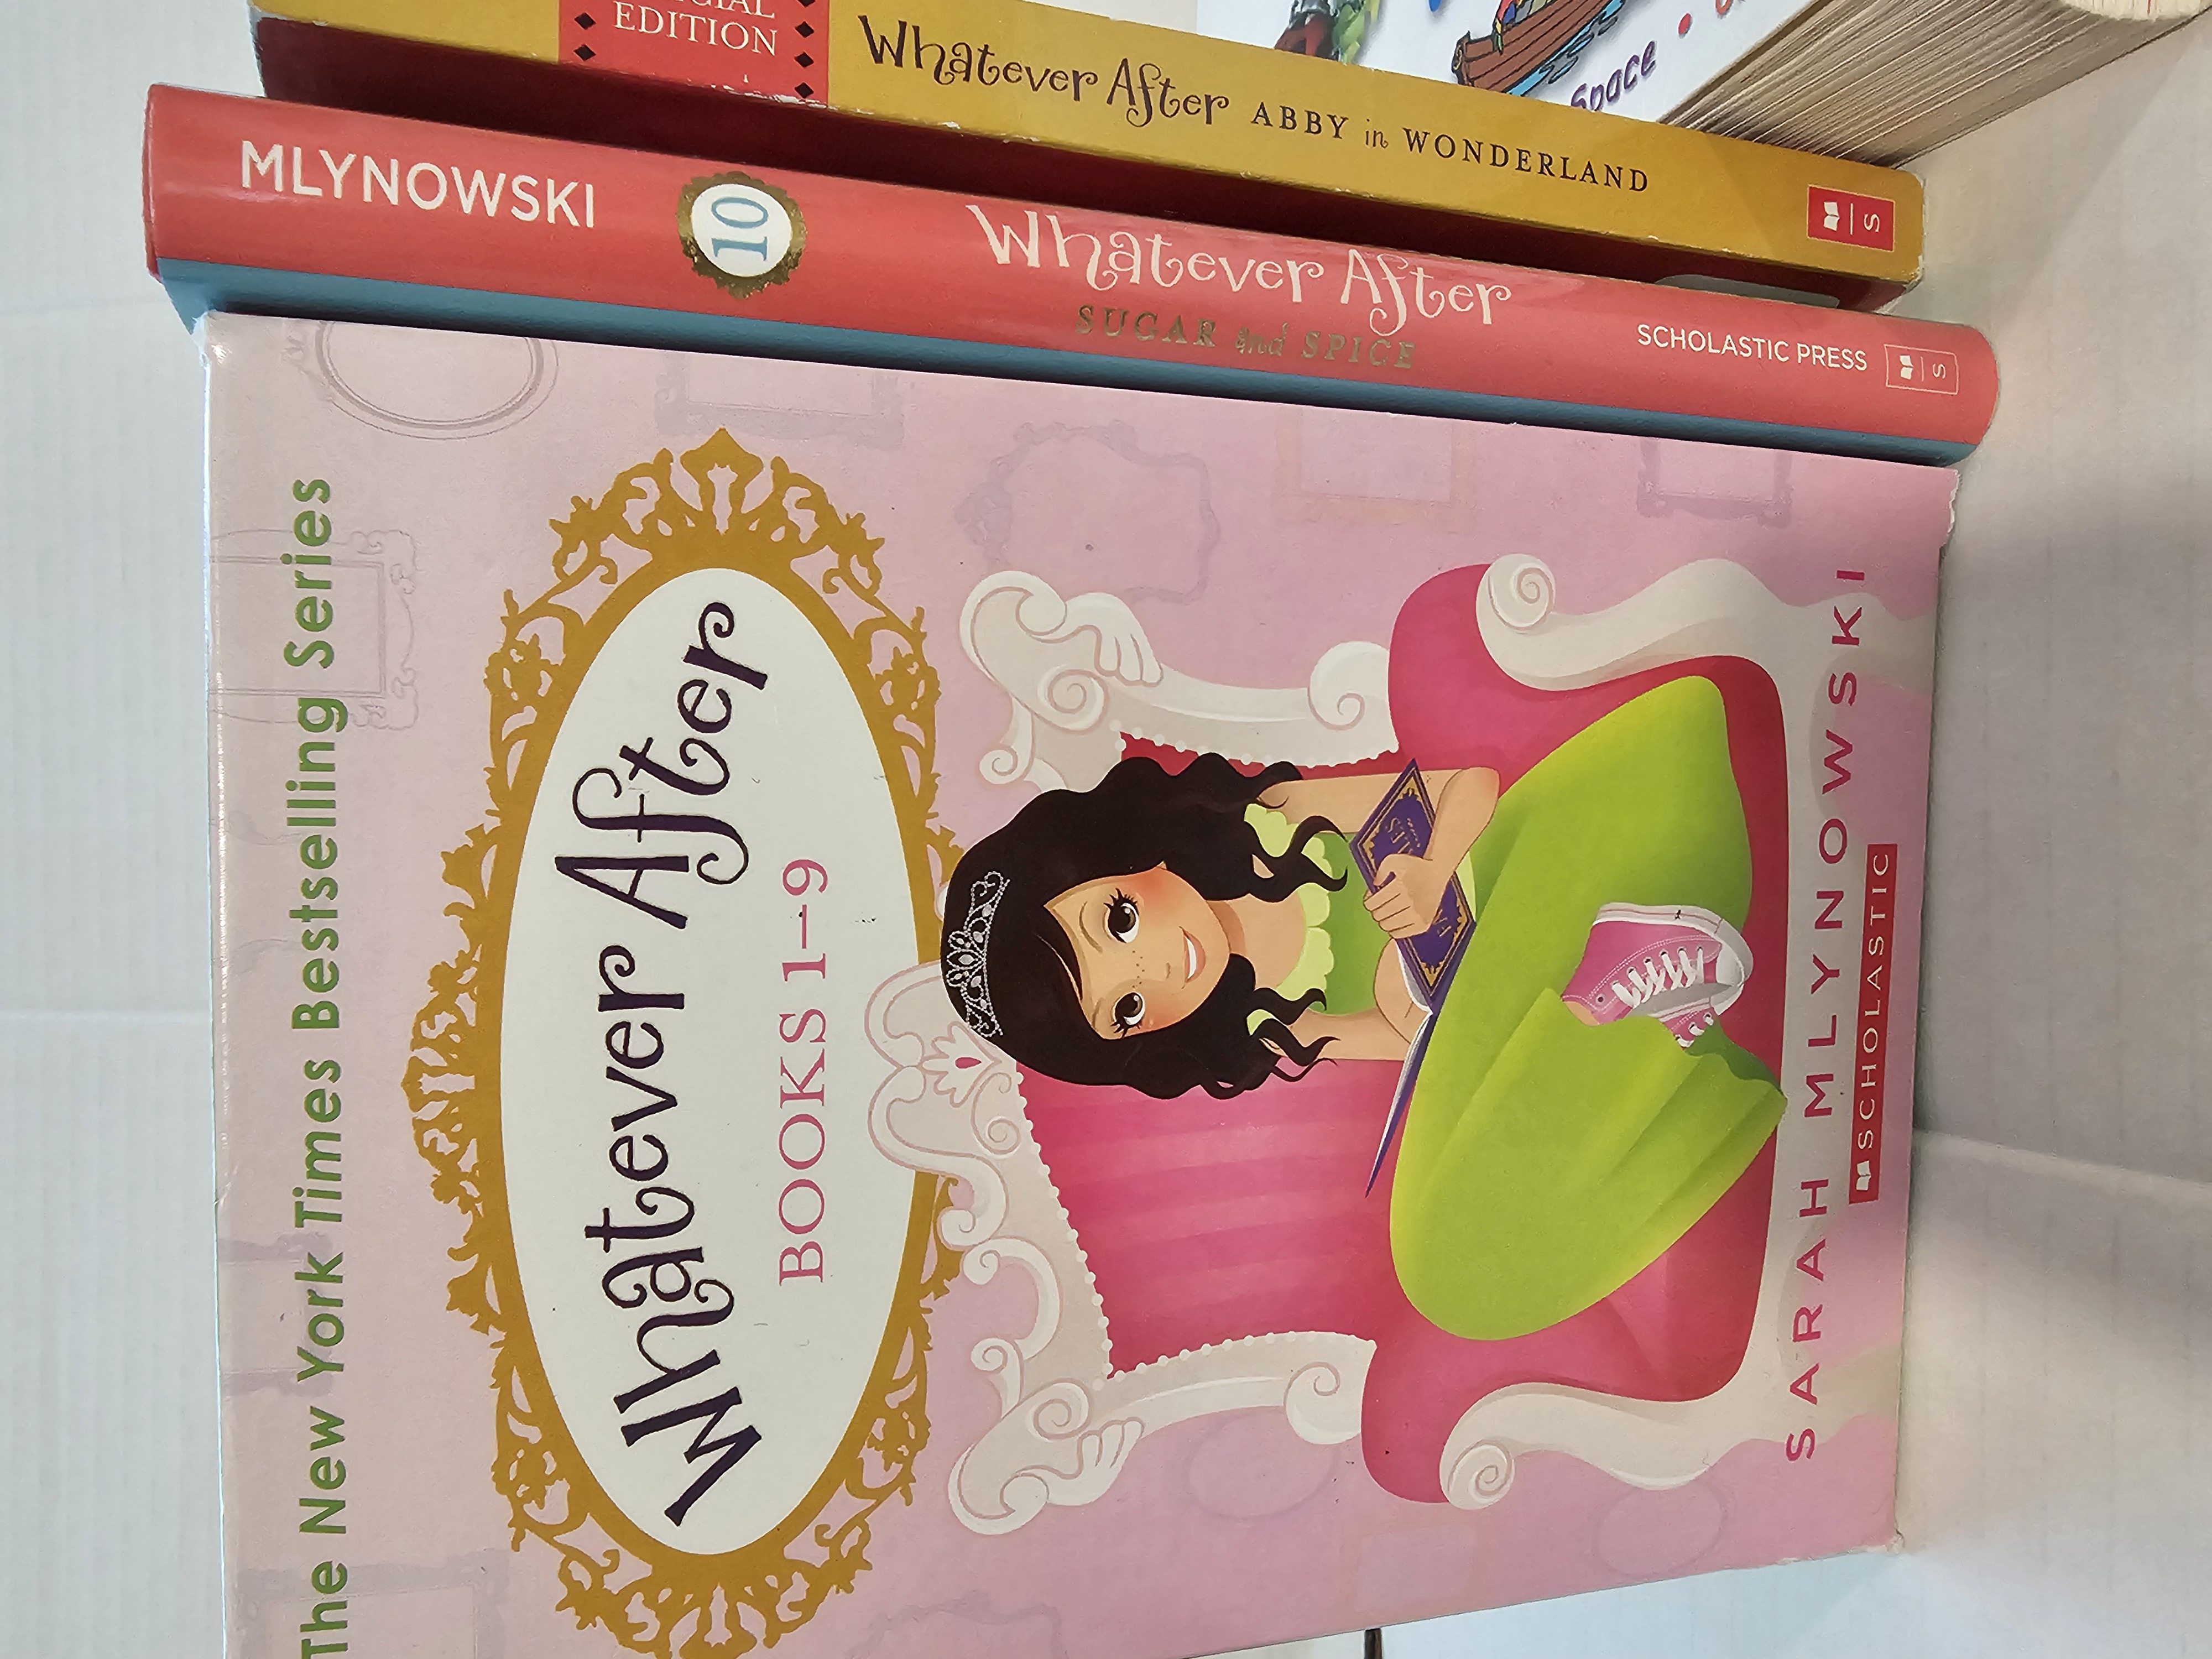 EDITION
Whatever After ABBY in WONDERLAND
S
MLYNOWSKI
10
Whatever After
SUGAR and SPICE
SCHOLASTIC PRESS
S
The New York Times Bestselling Series
Whatever After
BOOKS 1–9
SARAH MLYNOWSKI
SCHOLASTIC
Space •